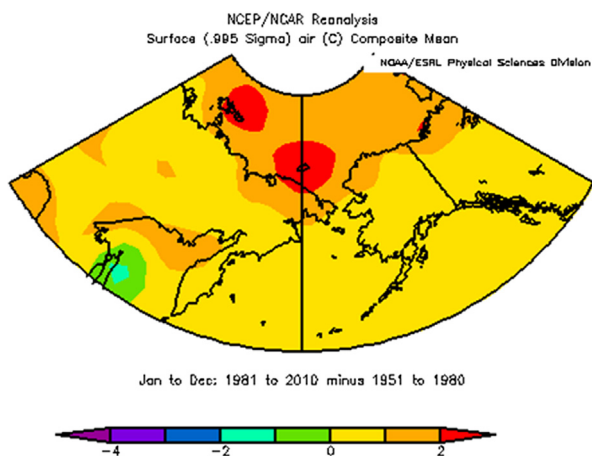 NCEP/NCAR Reanalysis
Surface (.995 Sigma) air (C) Composite Mean
NOAA/ESRL Physical Sciences Division
Jan to Dec: 1981 to 2010 minus 1951 to 1980
-4 -2 0 2